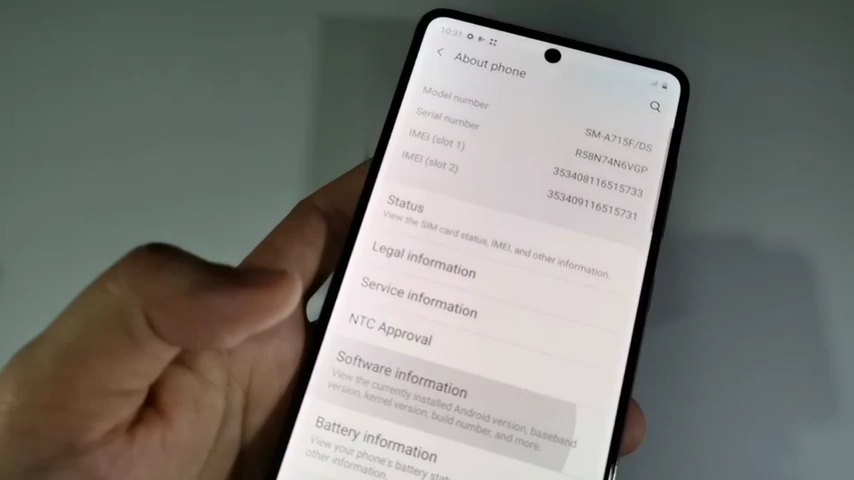 10:31
About phone
Model number
SM-A715F/DS
Serial number
R58N74N6VGP
IMEI (slot 1)
353408116515733
IMEI (slot 2)
353409116515731
Status
View the SIM card status, IMEI, and other information.
Legal information
Service information
NTC Approval
Software information
View the currently installed Android version, baseband
version, kernel version, build number, and more.
Battery information
View your phone's battery stat
other information.